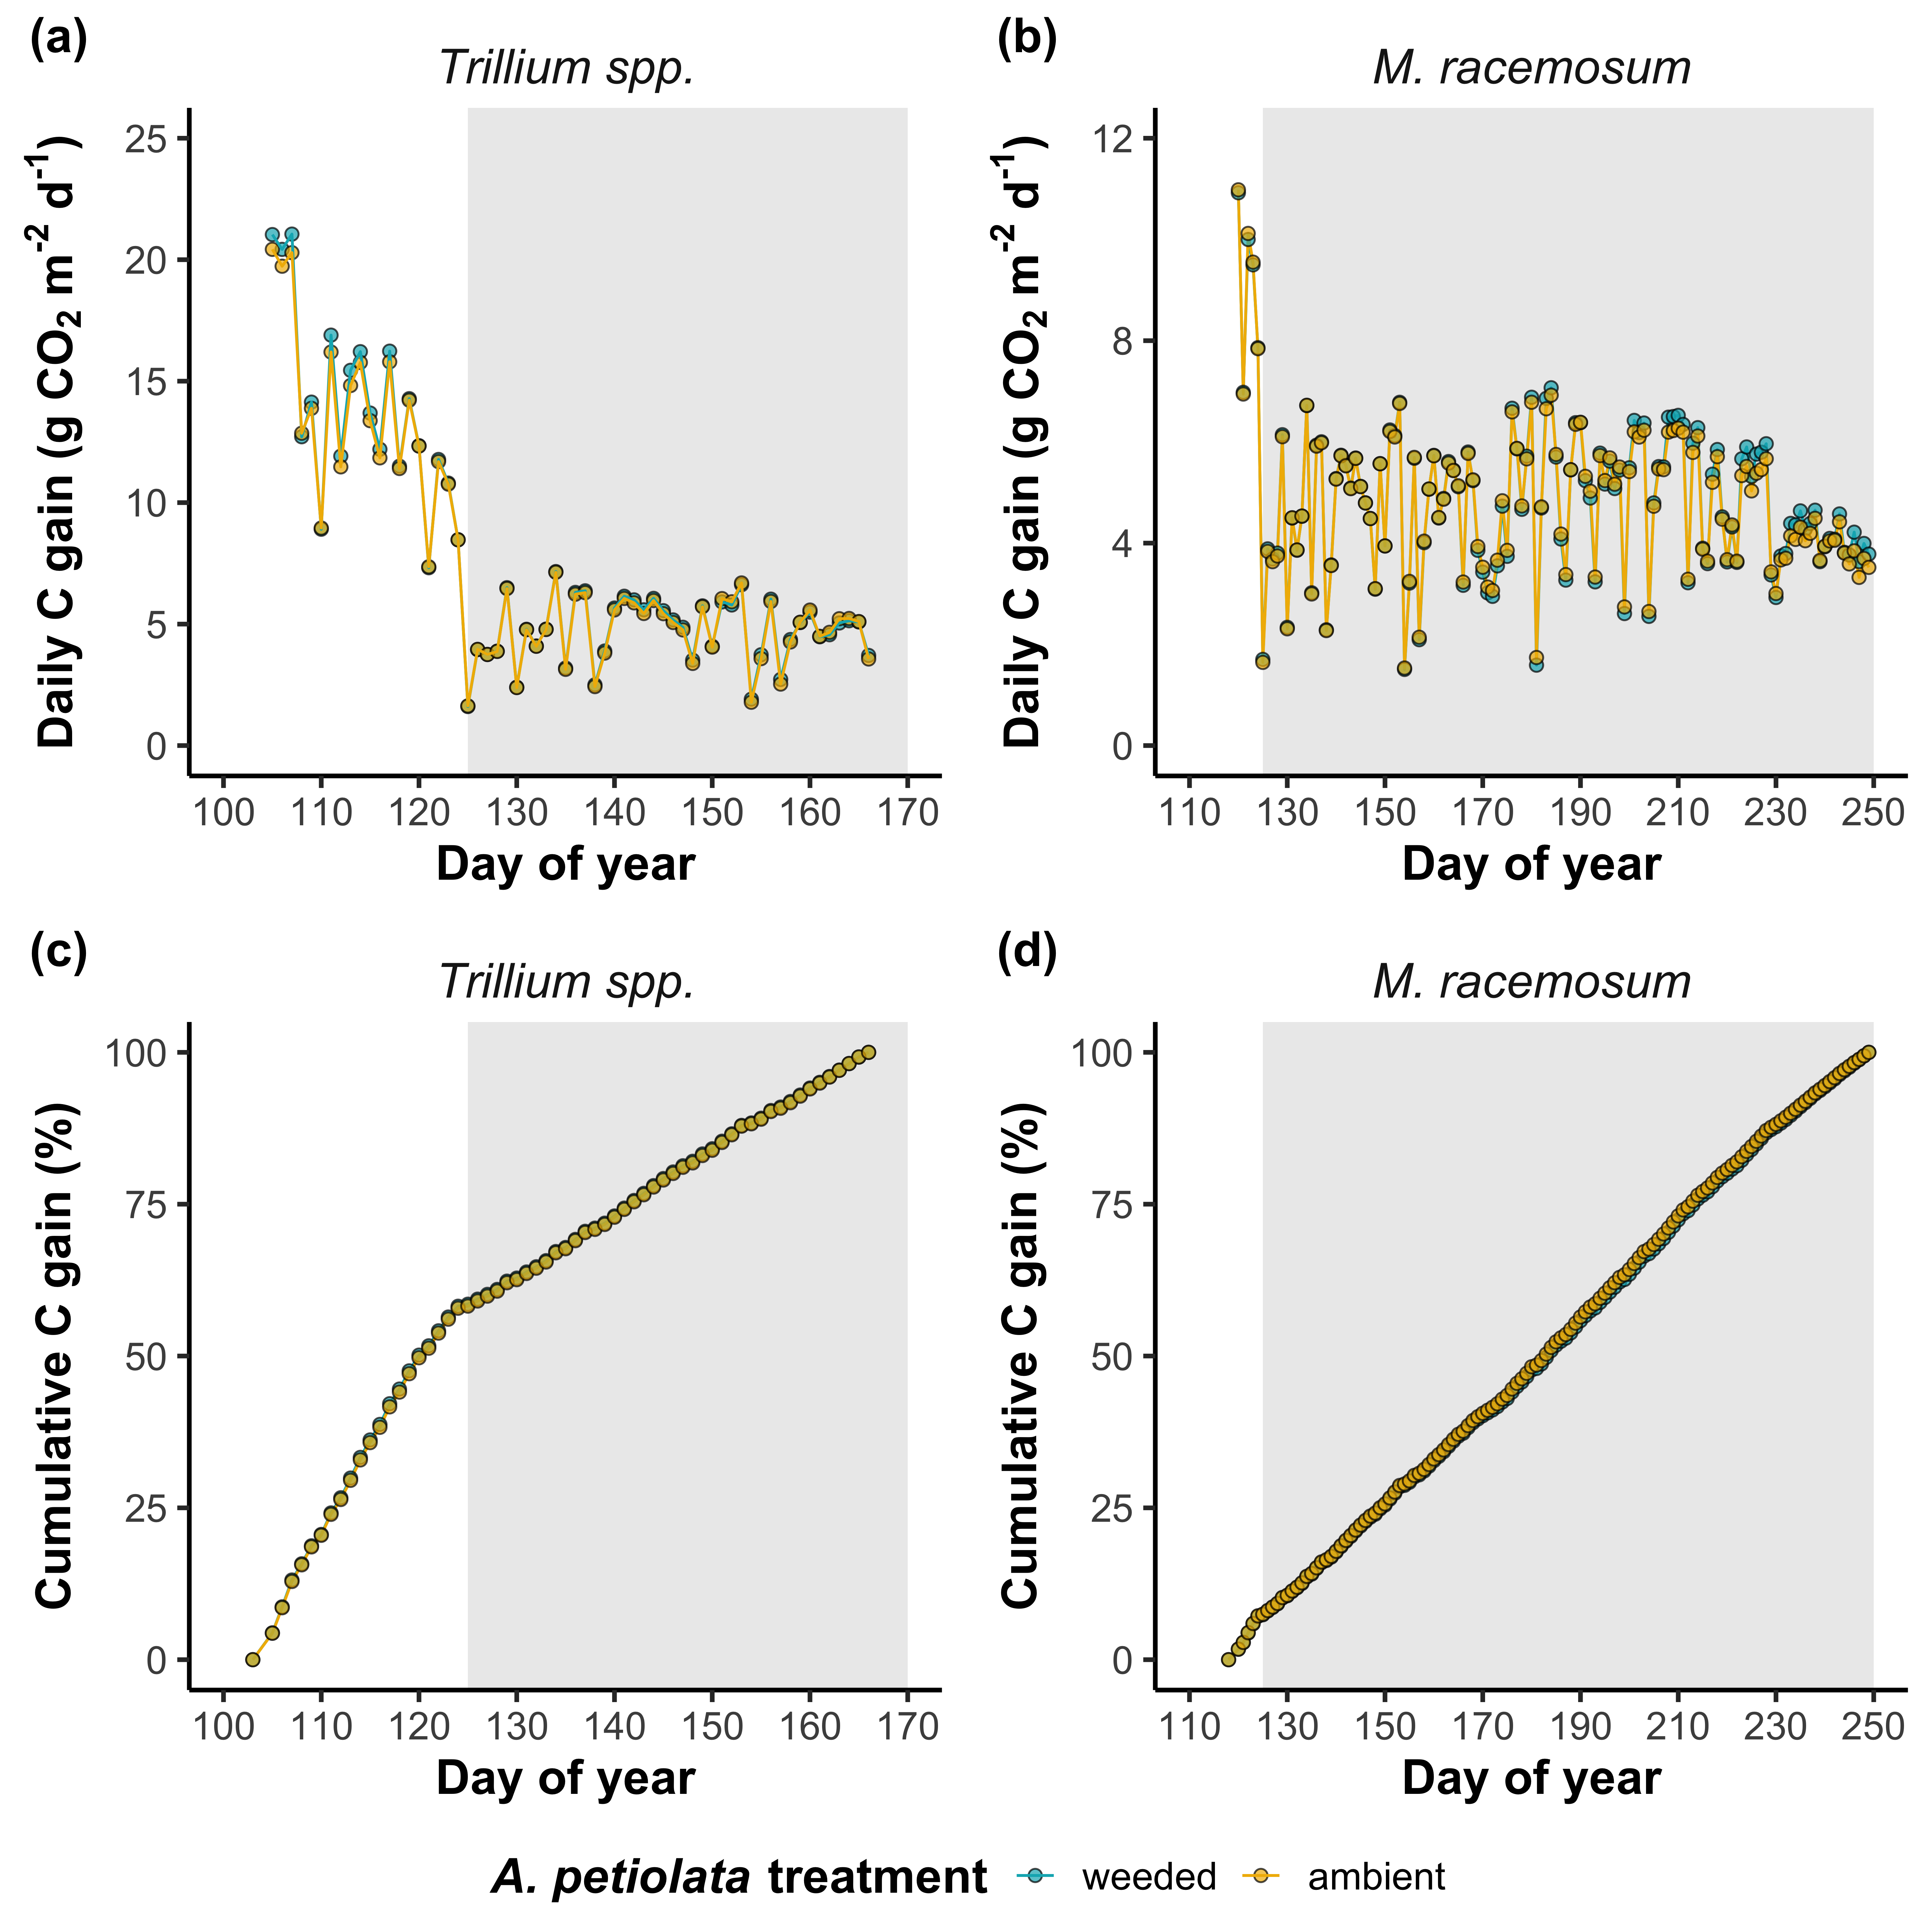 (a)
Trillium spp.
Daily C gain (g CO₂ m⁻² d⁻¹)
25
20
15
10
5
0
100 110 120 130 140 150 160 170
Day of year
(b)
M. racemosum
Daily C gain (g CO₂ m⁻² d⁻¹)
12
8
4
0
110 130 150 170 190 210 230 250
Day of year
(c)
Trillium spp.
Cumulative C gain (%)
100
75
50
25
0
100 110 120 130 140 150 160 170
Day of year
(d)
M. racemosum
Cumulative C gain (%)
100
75
50
25
0
110 130 150 170 190 210 230 250
Day of year
A. petiolata treatment weeded ambient